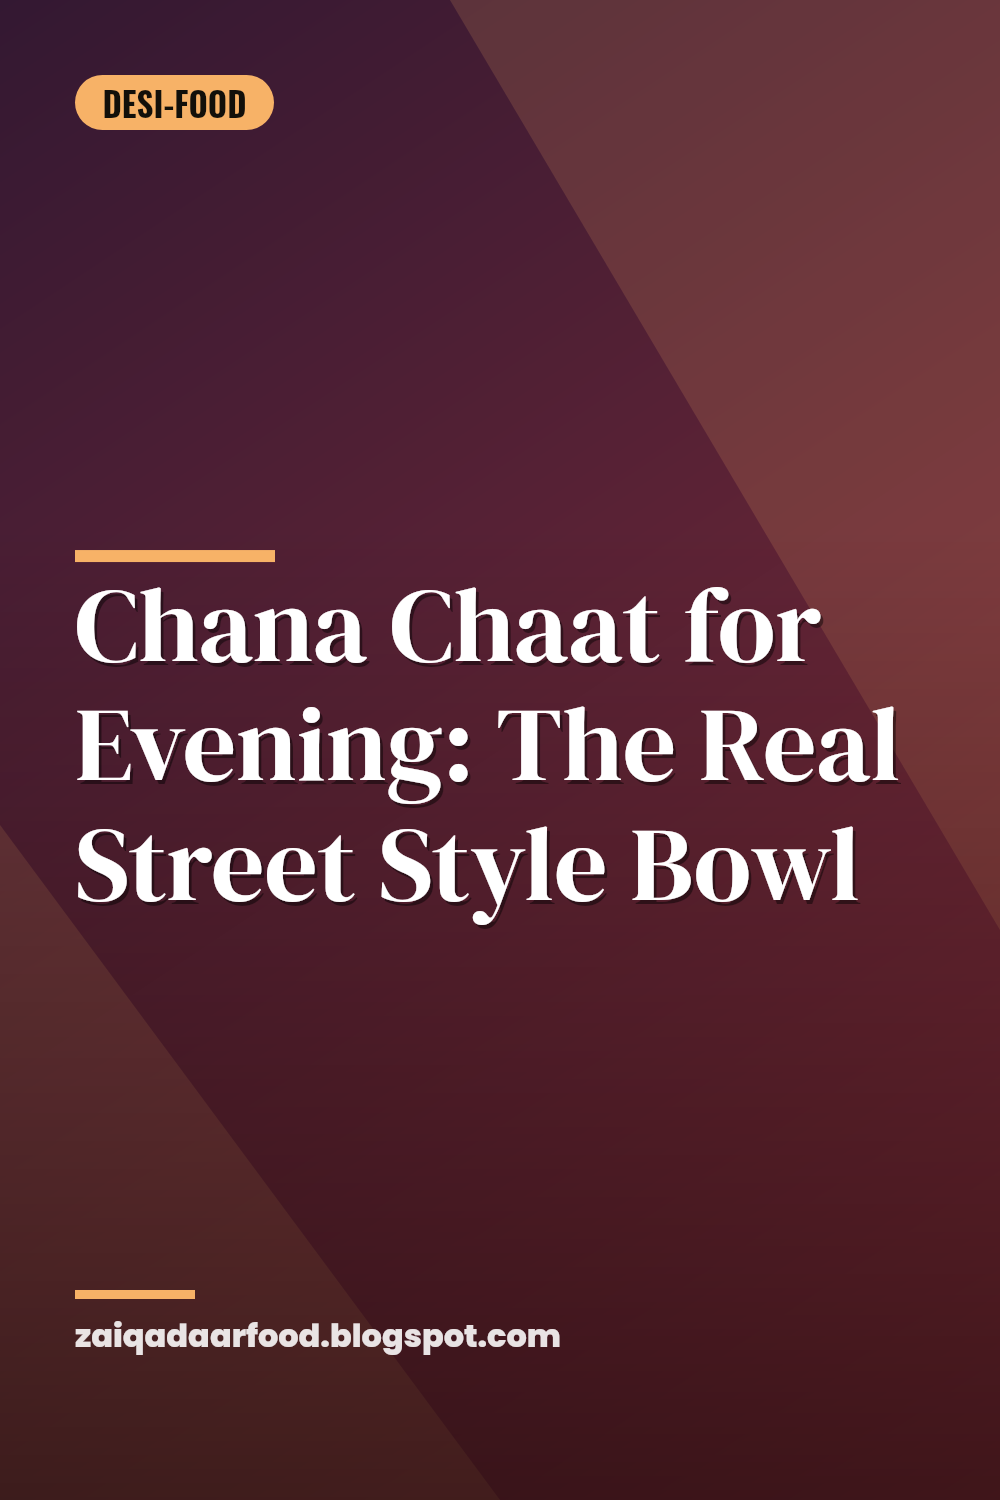 DESI-FOOD
Chana Chaat for
Evening: The Real
Street Style Bowl
zaiqadaarfood.blogspot.com